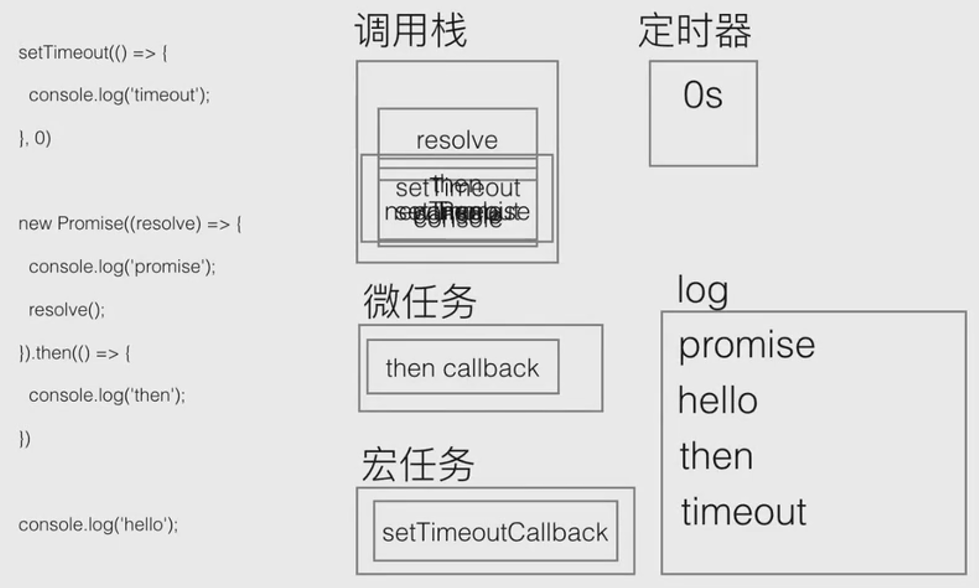 setTimeout(() => {
console.log('timeout');
}, 0)
new Promise((resolve) => {
console.log('promise');
resolve();
}).then(() => {
console.log('then');
})
console.log('hello');
调用栈
resolve
then
setTimeout
console
微任务
then callback
宏任务
setTimeoutCallback
定时器
0s
log
promise
hello
then
timeout